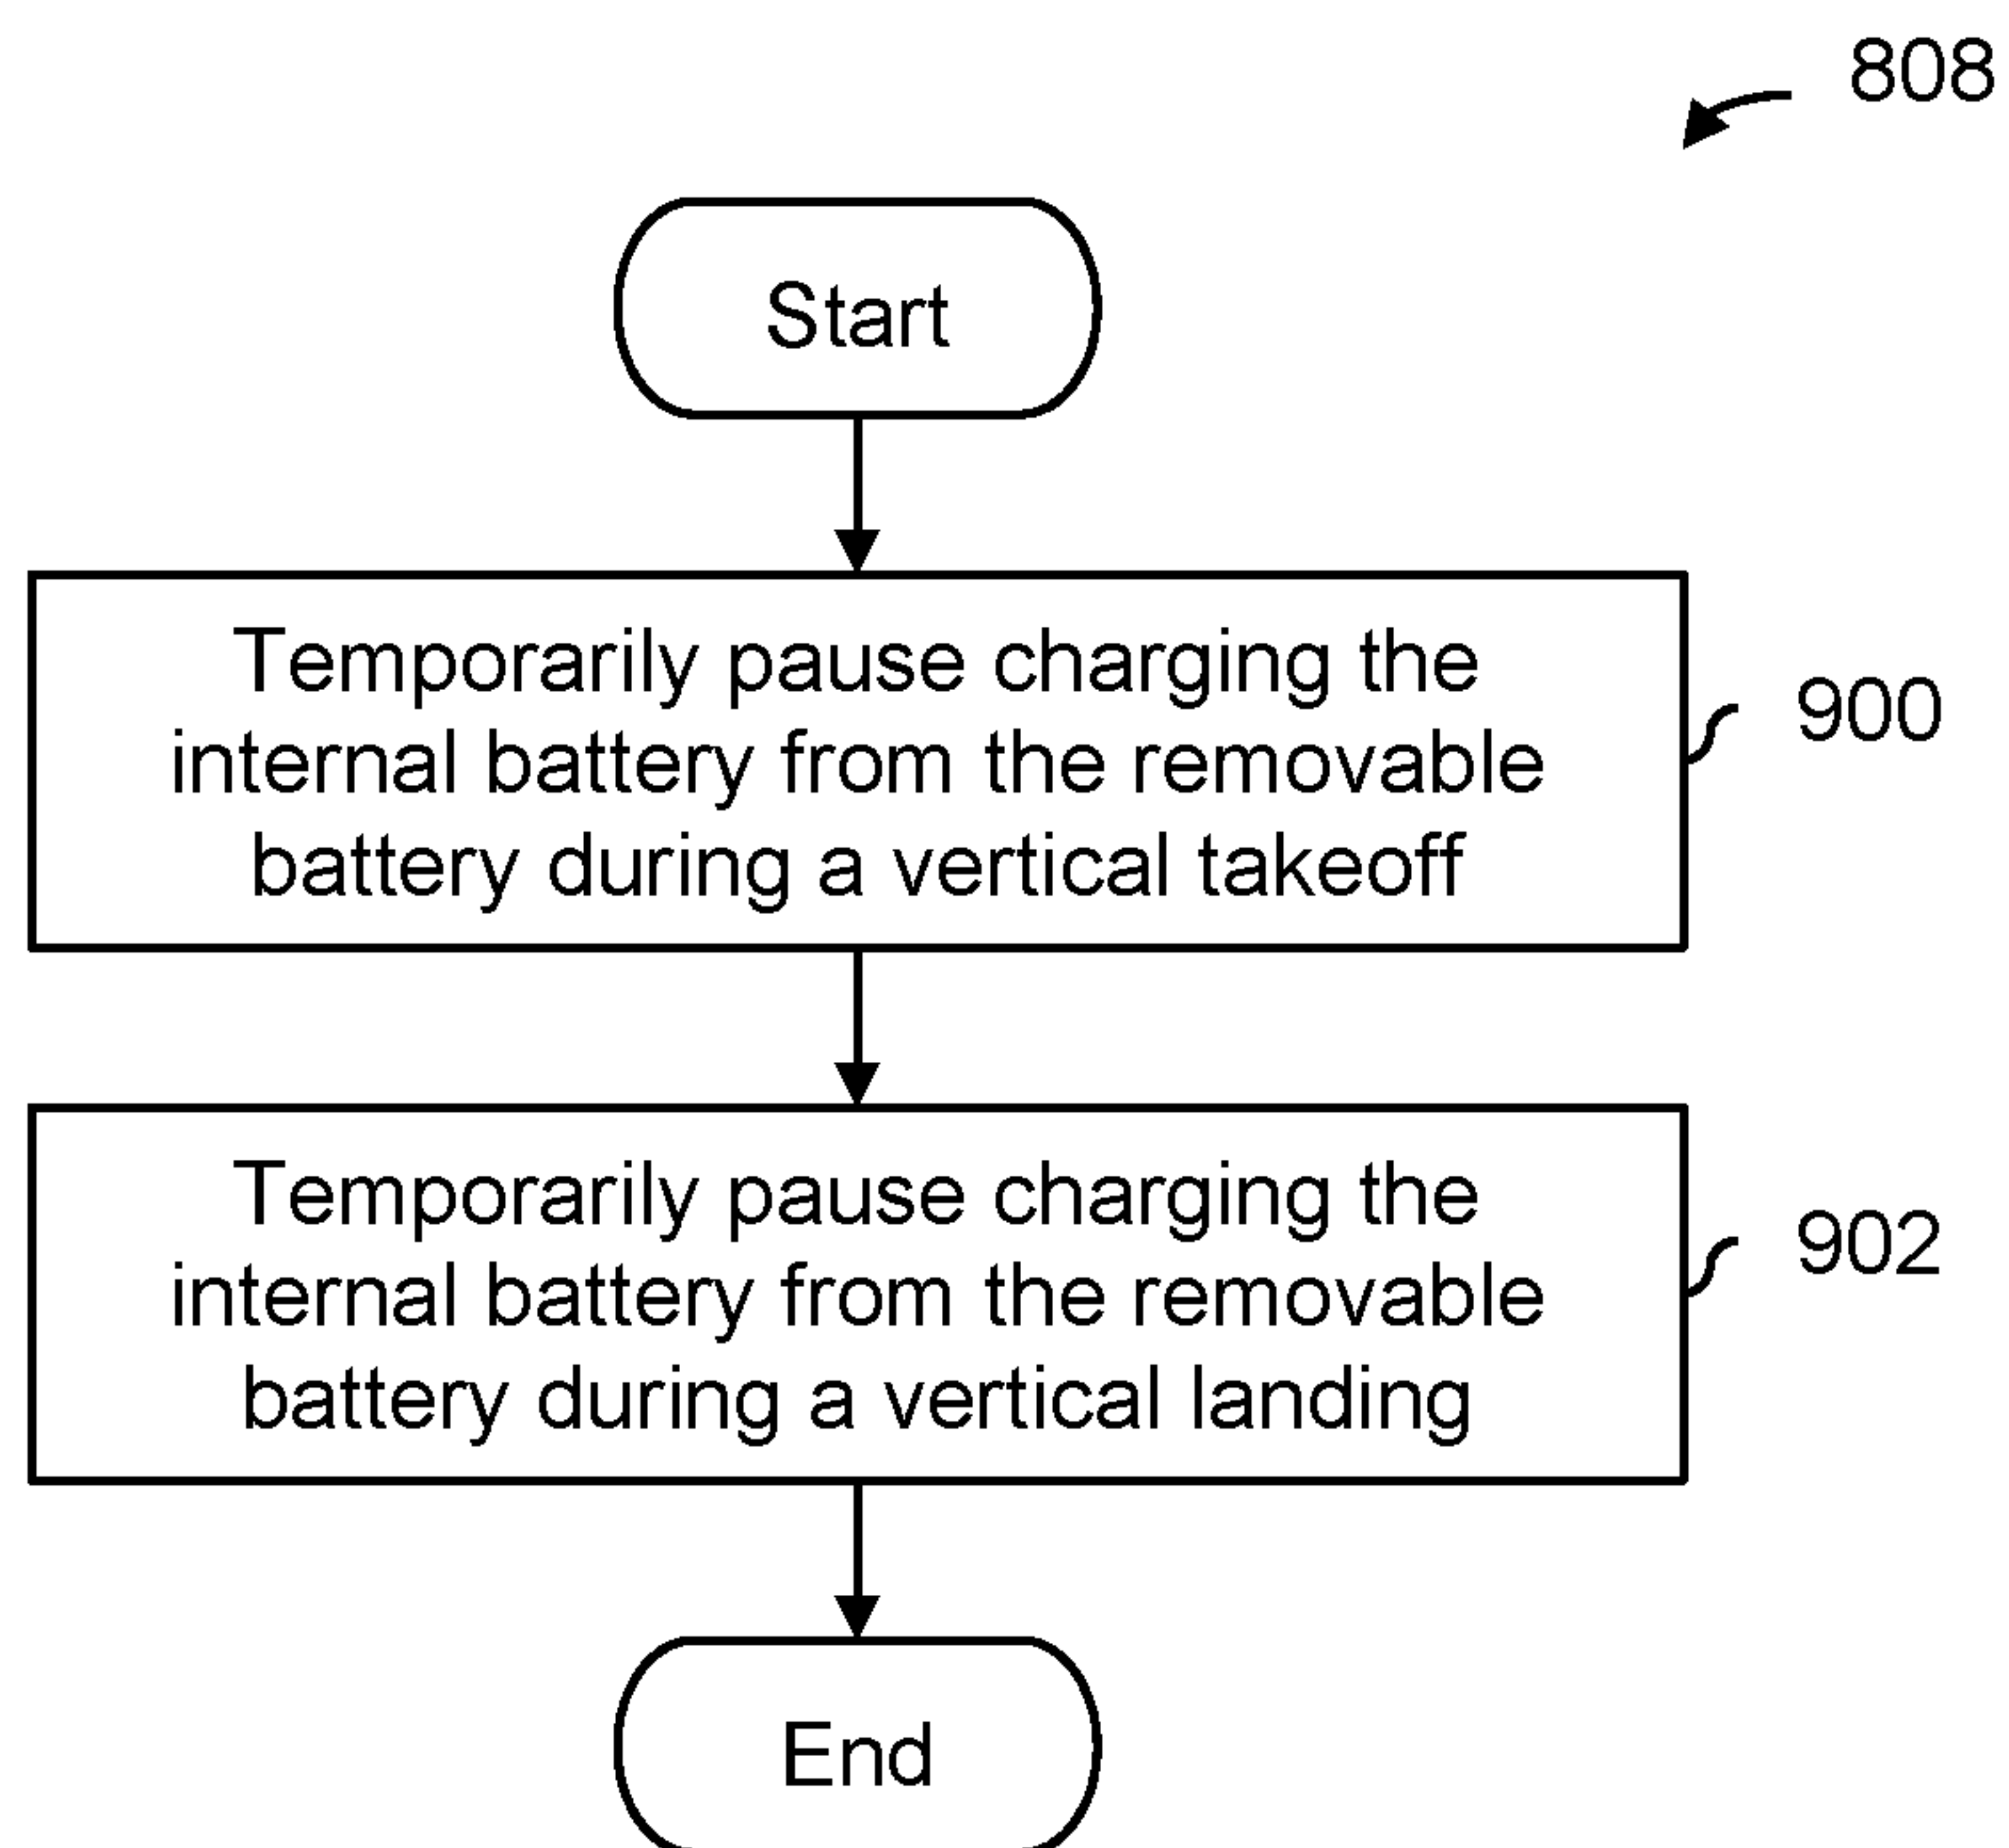 808
Start
Temporarily pause charging the
internal battery from the removable
battery during a vertical takeoff
900
Temporarily pause charging the
internal battery from the removable
battery during a vertical landing
902
End